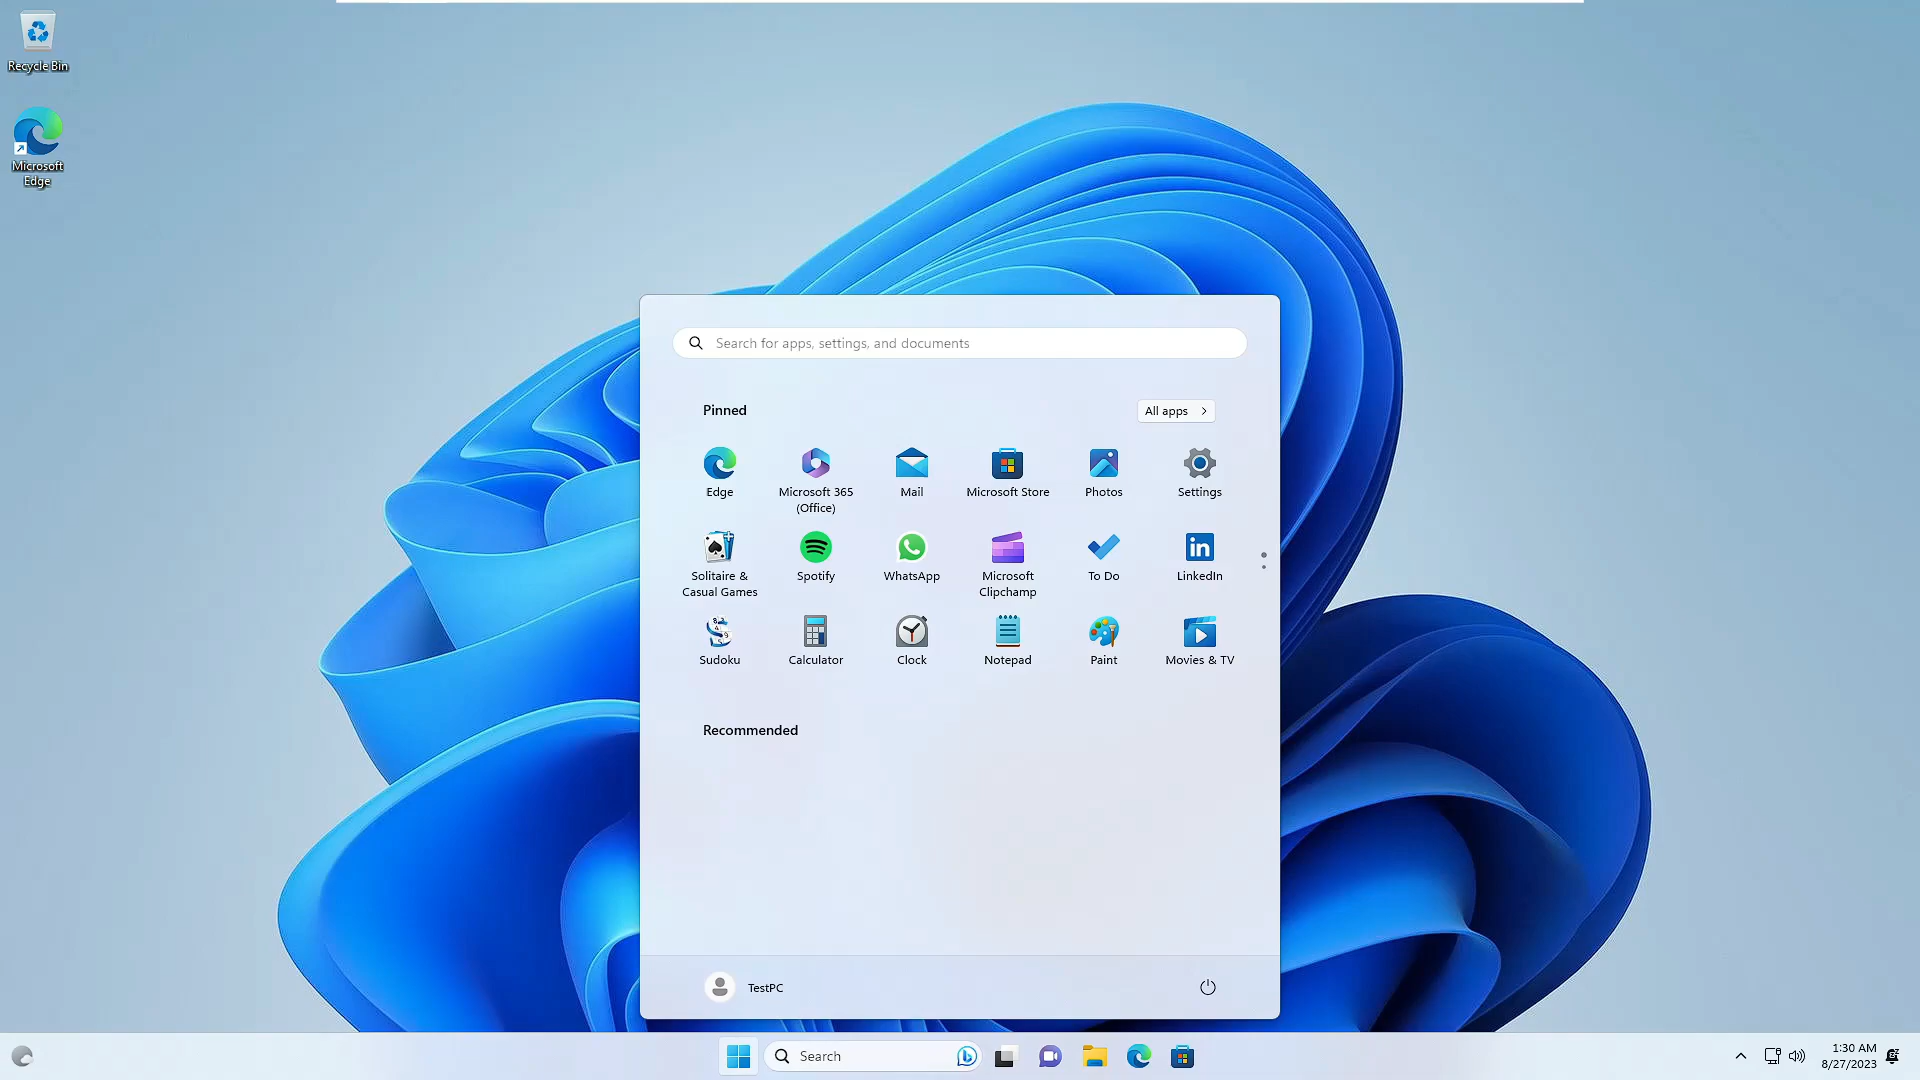 Recycle Bin
Microsoft
Edge
Search for apps, settings, and documents
Pinned
All apps
Edge
Microsoft 365
(Office)
Mail
Microsoft Store
Photos
Settings
Solitaire &
Casual Games
Spotify
WhatsApp
Microsoft
Clipchamp
To Do
LinkedIn
Sudoku
Calculator
Clock
Notepad
Paint
Movies & TV
Recommended
TestPC
Search
1:30 AM
8/27/2023